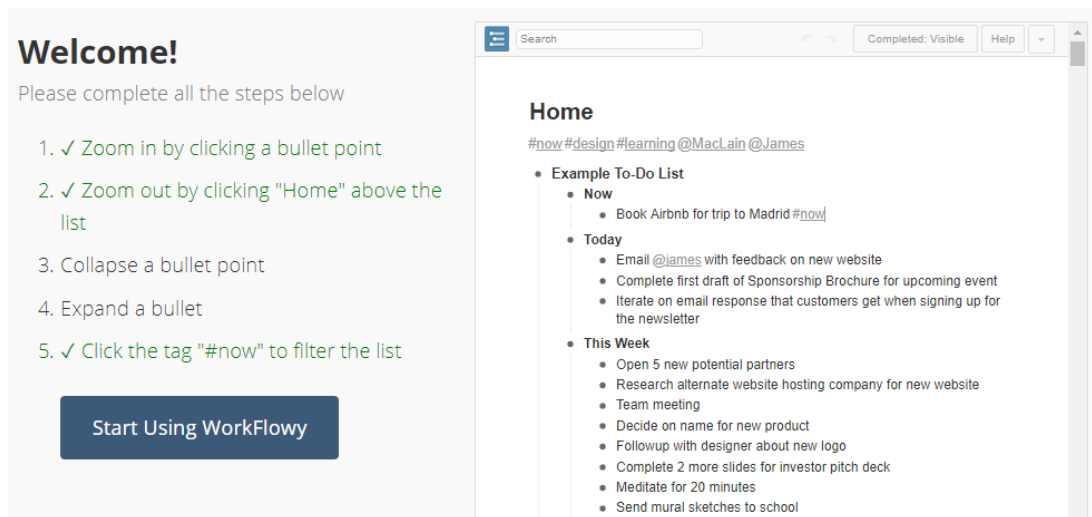 Welcome!
Please complete all the steps below
1. ✓ Zoom in by clicking a bullet point
2. ✓ Zoom out by clicking "Home" above the
list
3. Collapse a bullet point
4. Expand a bullet
5. ✓ Click the tag "#now" to filter the list
Start Using WorkFlowy
Search
Completed: Visible
Help
Home
#now #design #learning @MacLain @James
Example To-Do List
Now
Book Airbnb for trip to Madrid #now
Today
Email @james with feedback on new website
Complete first draft of Sponsorship Brochure for upcoming event
Iterate on email response that customers get when signing up for
the newsletter
This Week
Open 5 new potential partners
Research alternate website hosting company for new website
Team meeting
Decide on name for new product
Followup with designer about new logo
Complete 2 more slides for investor pitch deck
Meditate for 20 minutes
Send mural sketches to school